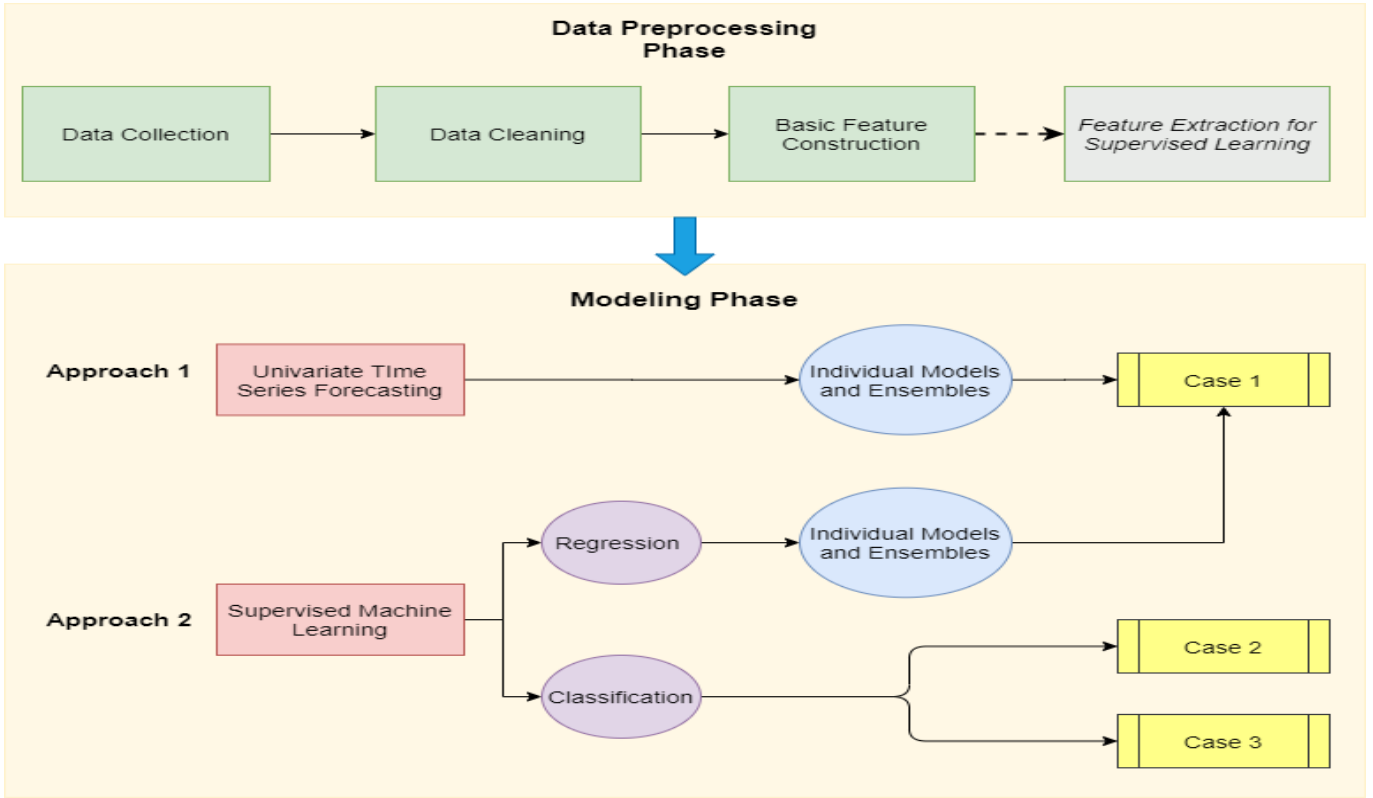 Data Preprocessing
Phase
Data Collection
Data Cleaning
Basic Feature
Construction
Feature Extraction for
Supervised Learning
Modeling Phase
Approach 1
Univariate TIme
Series Forecasting
Individual Models
and Ensembles
Case 1
Approach 2
Supervised Machine
Learning
Regression
Individual Models
and Ensembles
Classification
Case 2
Case 3